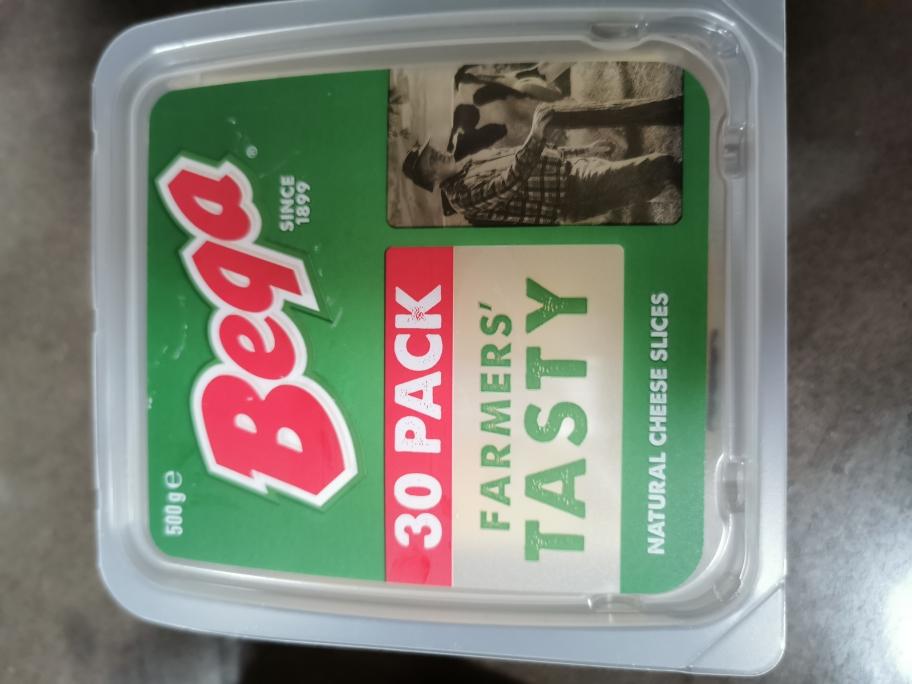 500g e
Bega®
SINCE
1899
30 PACK
FARMERS'
TASTY
NATURAL CHEESE SLICES